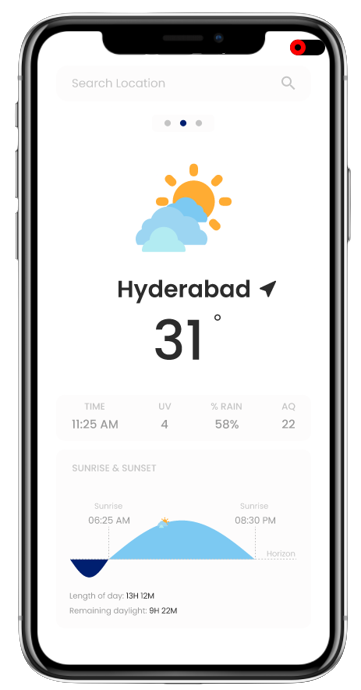 Search Location
Hyderabad
31°
TIME UV % RAIN AQ
11:25 AM 4 58% 22
SUNRISE & SUNSET
Sunrise Sunrise
06:25 AM 08:30 PM
Horizon
Length of day: 13H 12M
Remaining daylight: 9H 22M